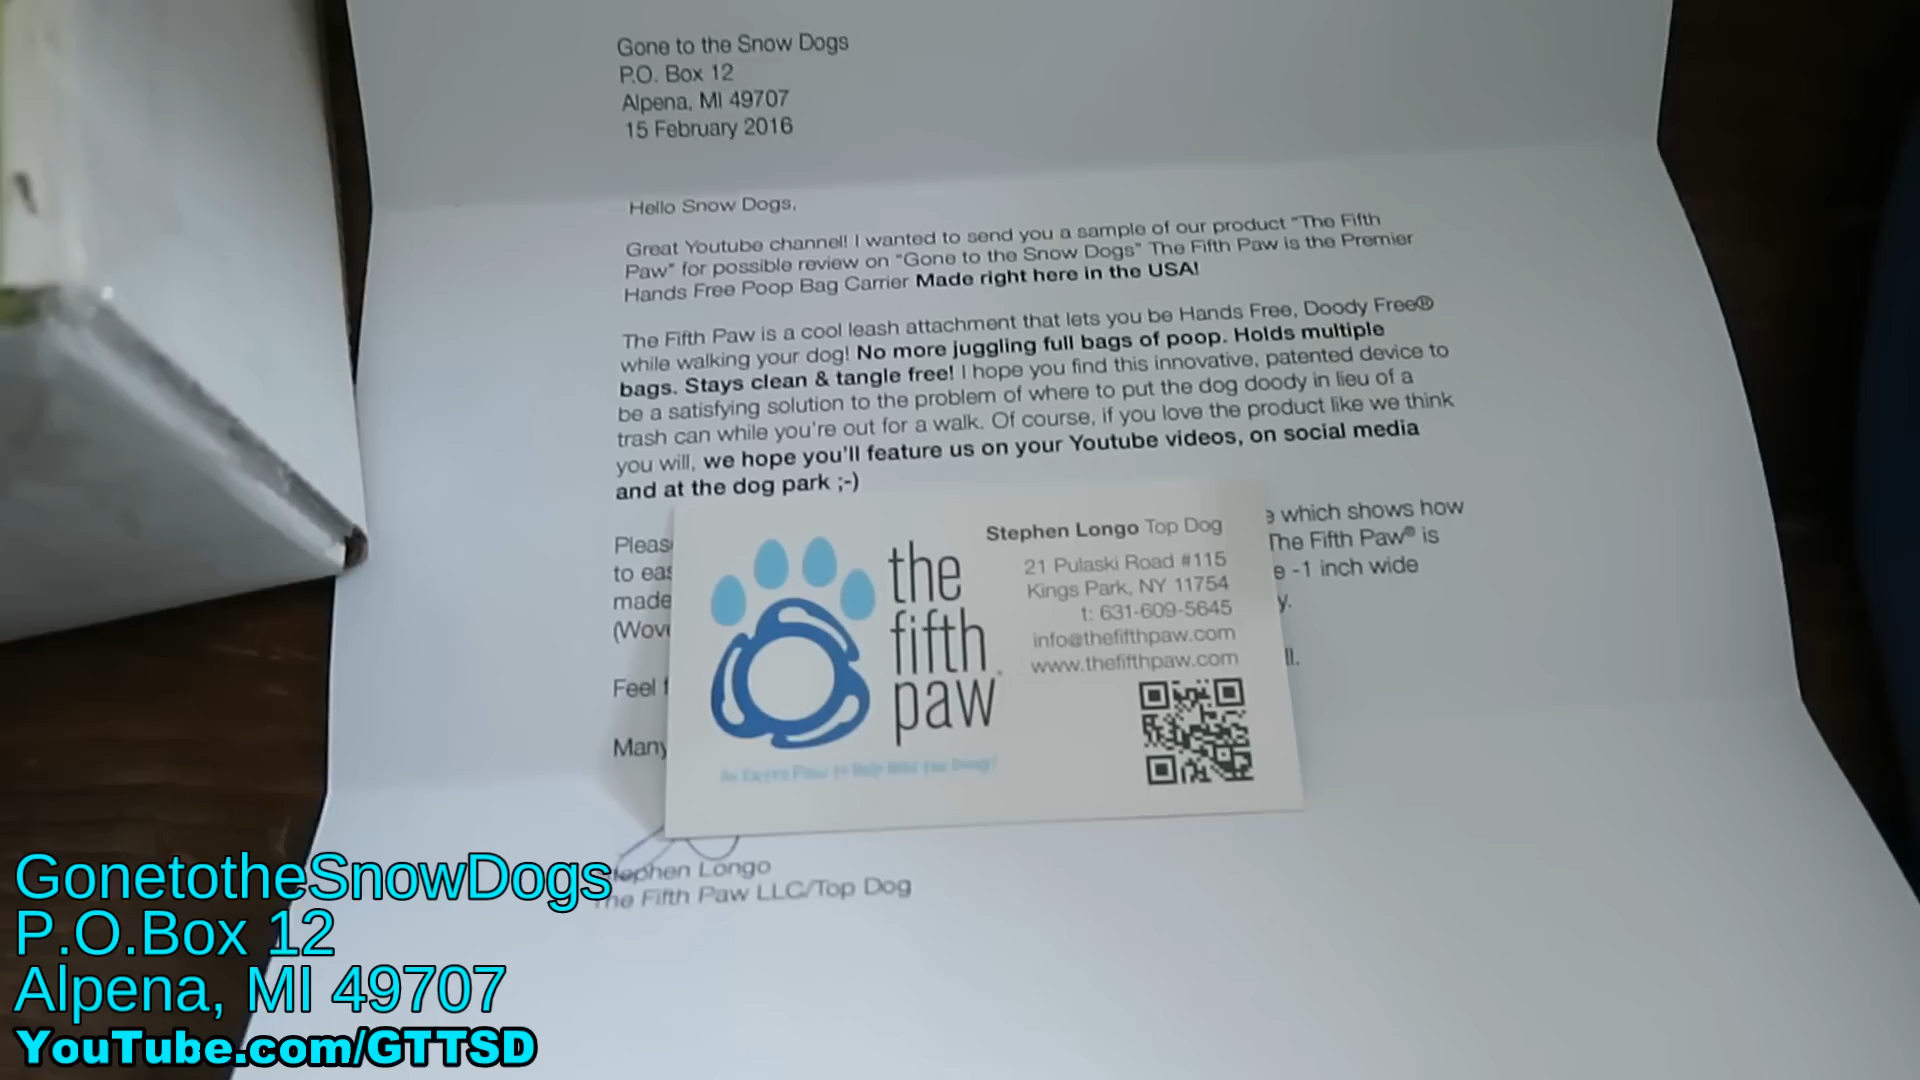 Gone to the Snow Dogs
P.O. Box 12
Alpena, MI 49707
15 February 2016
Hello Snow Dogs,
Great Youtube channel! I wanted to send you a sample of our product "The Fifth
Paw" for possible review on "Gone to the Snow Dogs" The Fifth Paw is the Premier
Hands Free Poop Bag Carrier Made right here in the USA!
The Fifth Paw is a cool leash attachment that lets you be Hands Free, Doody Free®
while walking your dog! No more juggling full bags of poop. Holds multiple
bags. Stays clean & tangle free! I hope you find this innovative, patented device to
be a satisfying solution to the problem of where to put the dog doody in lieu of a
trash can while you're out for a walk. Of course, if you love the product like we think
you will, we hope you'll feature us on your Youtube videos, on social media
and at the dog park ;-)
Pleas
which shows how
to eas
The Fifth Paw® is
made
e -1 inch wide
(Wove
y.
ll.
Feel f
Many
Stephen Longo Top Dog
21 Pulaski Road #115
Kings Park, NY 11754
t: 631-609-5645
info@thefifthpaw.com
www.thefifthpaw.com
the
fifth
paw
tephen Longo
The Fifth Paw LLC/Top Dog
GonetotheSnowDogs
P.O.Box 12
Alpena, MI 49707
YouTube.com/GTTSD